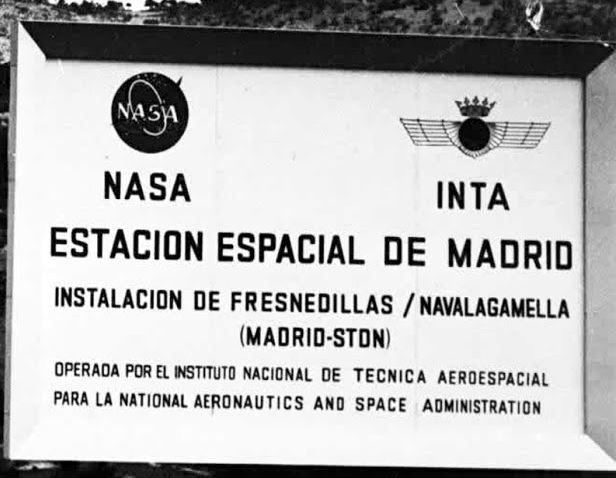 NASA
NASA INTA
ESTACION ESPACIAL DE MADRID
INSTALACION DE FRESNEDILLAS / NAVALAGAMELLA
(MADRID-STDN)
OPERADA POR EL INSTITUTO NACIONAL DE TECNICA AEROESPACIAL
PARA LA NATIONAL AERONAUTICS AND SPACE ADMINISTRATION